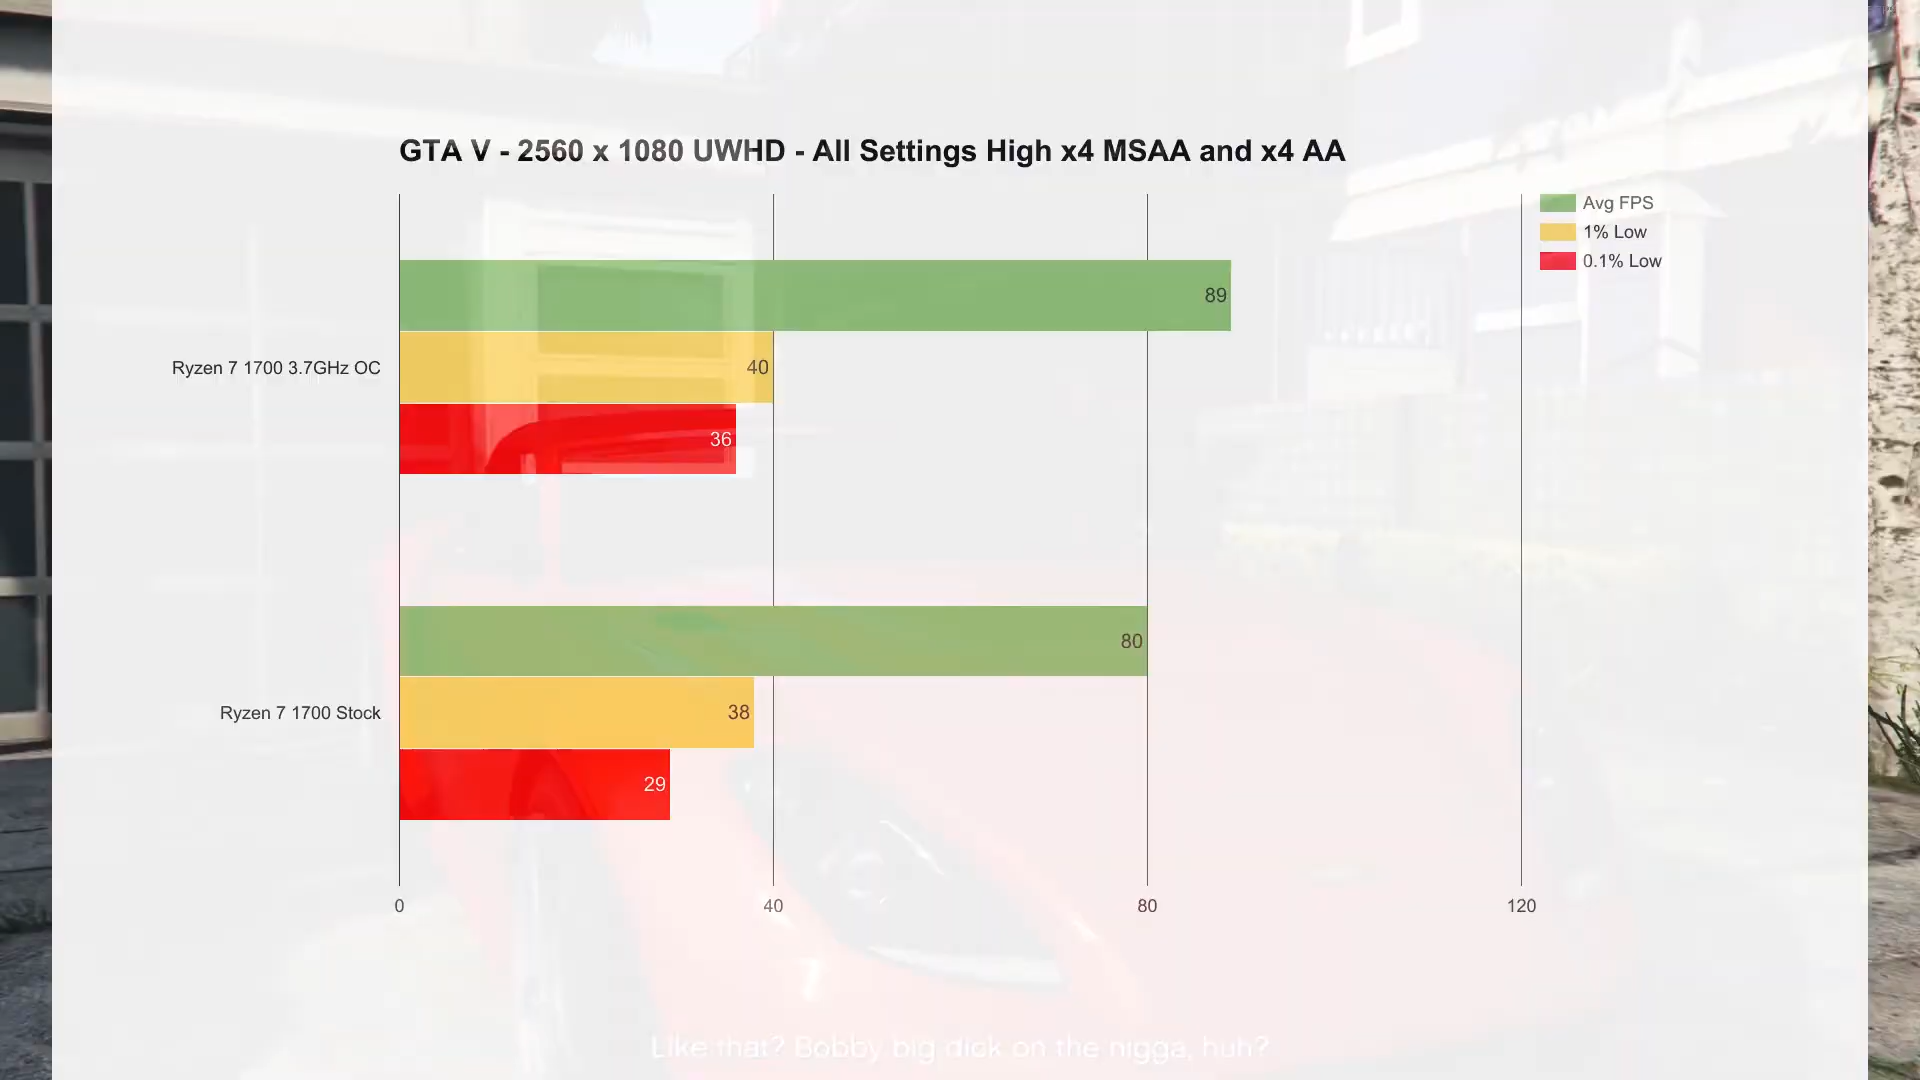 GTA V - 2560 x 1080 UWHD - All Settings High x4 MSAA and x4 AA
Avg FPS
1% Low
0.1% Low
89
Ryzen 7 1700 3.7GHz OC
40
36
80
Ryzen 7 1700 Stock
38
29
0
40
80
120
Like that? Bobby big dick on the nigga, huh?